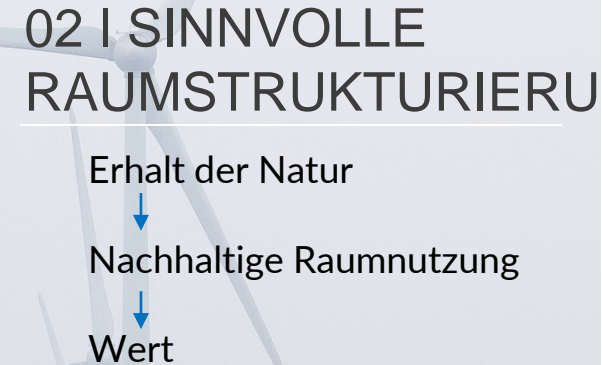 02 I SINNVOLLE
RAUMSTRUKTURIERU
Erhalt der Natur
Nachhaltige Raumnutzung
Wert